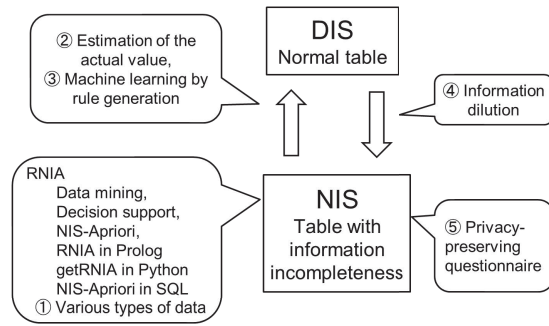 ② Estimation of the
actual value,
③ Machine learning by
rule generation
DIS
Normal table
④ Information
dilution
RNIA
Data mining,
Decision support,
NIS-Apriori,
RNIA in Prolog
getRNIA in Python
NIS-Apriori in SQL
① Various types of data
NIS
Table with
information
incompleteness
⑤ Privacy-
preserving
questionnaire